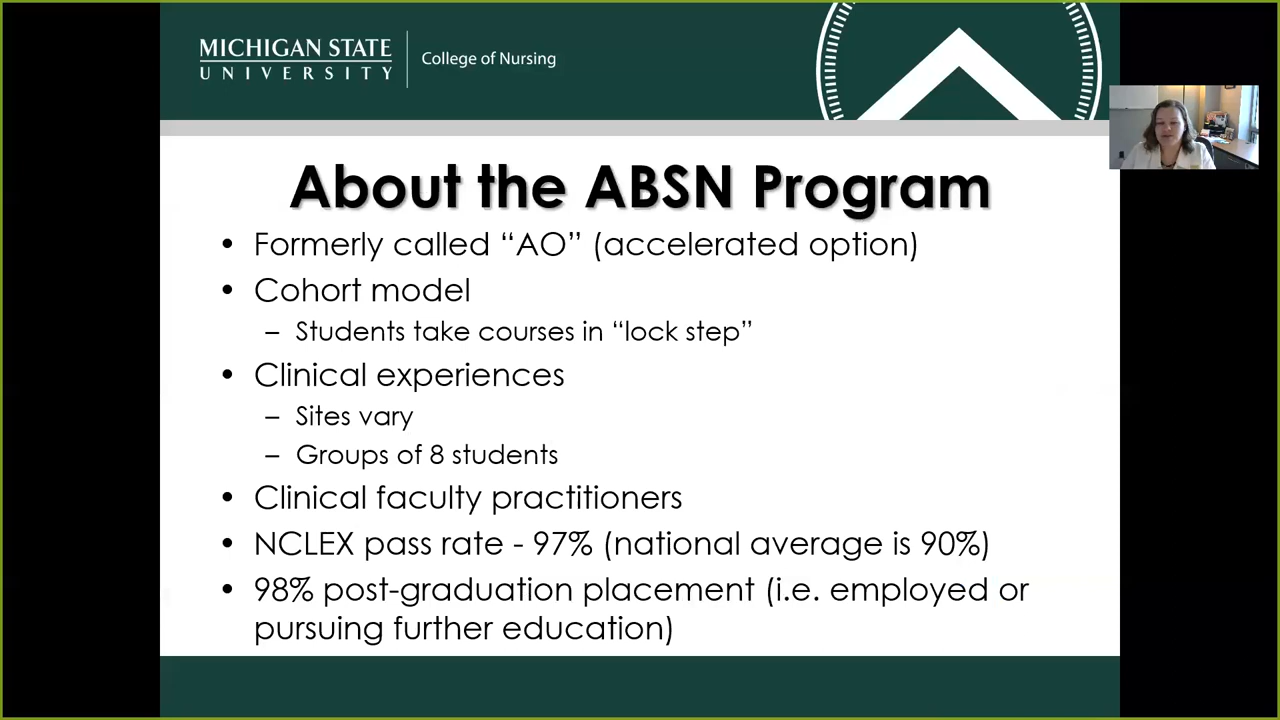 MICHIGAN STATE
UNIVERSITY
College of Nursing
About the ABSN Program
• Formerly called “AO” (accelerated option)
• Cohort model
– Students take courses in “lock step”
• Clinical experiences
– Sites vary
– Groups of 8 students
• Clinical faculty practitioners
• NCLEX pass rate - 97% (national average is 90%)
• 98% post-graduation placement (i.e. employed or
pursuing further education)